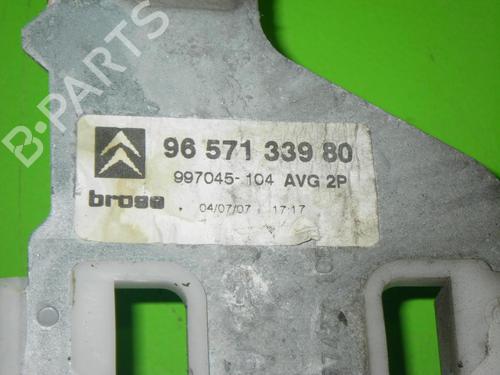 B-PARTS
96 571 339 80
997045- 104 AVG 2P
brose
04/07/07 17:17